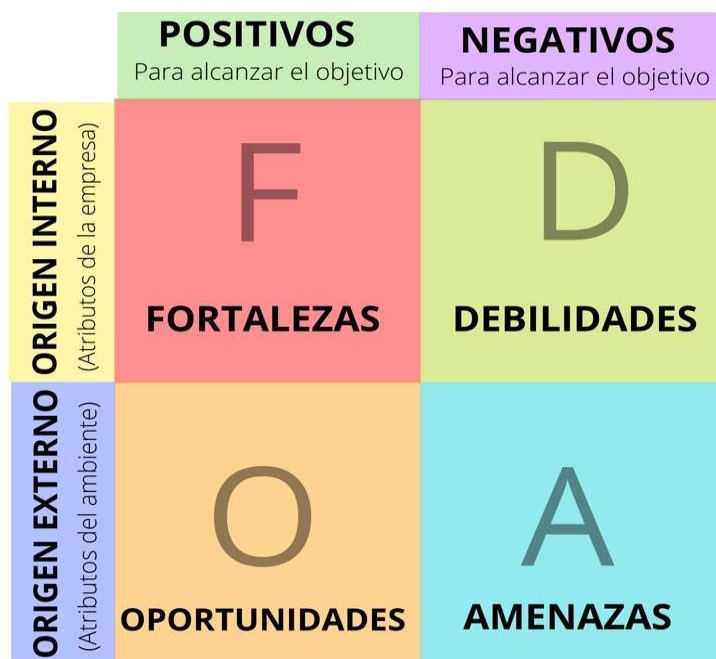 POSITIVOS
Para alcanzar el objetivo
NEGATIVOS
Para alcanzar el objetivo
ORIGEN INTERNO
(Atributos de la empresa)
F
FORTALEZAS
D
DEBILIDADES
ORIGEN EXTERNO
(Atributos del ambiente)
O
OPORTUNIDADES
A
AMENAZAS